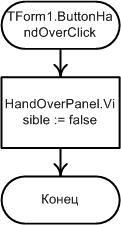 TForm1.ButtonHa
ndOverClick
HandOverPanel.Vi
sible := false
Конец